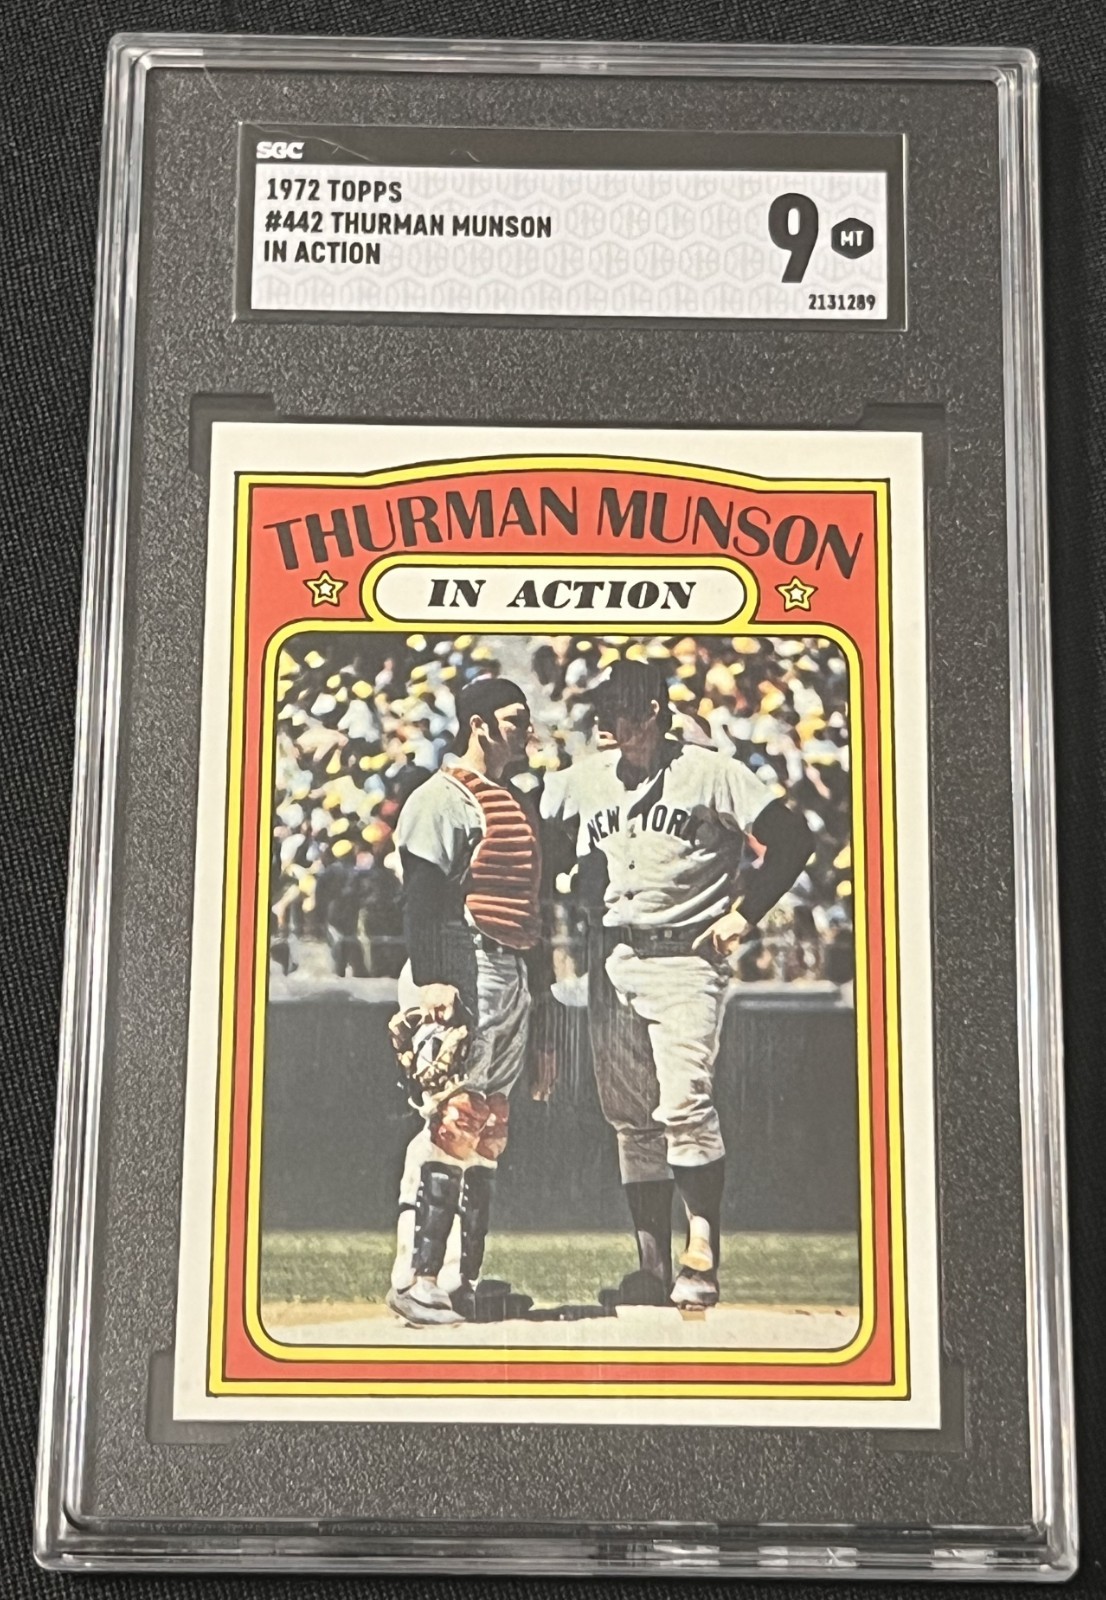 SGC
1972 TOPPS
#442 THURMAN MUNSON
IN ACTION
9 MT
2131289
THURMAN MUNSON
IN ACTION
NEW YORK